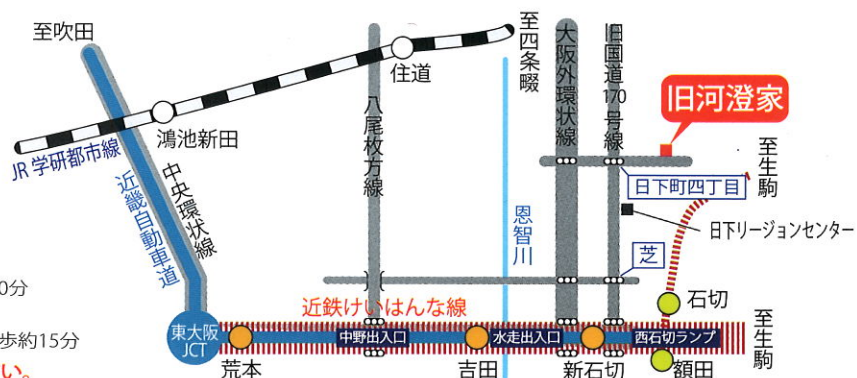 至吹田
住道
至四条畷
大阪外環状線
旧国道170号線
旧河澄家
鴻池新田
JR学研都市線
八尾枚方線
至生駒
近畿自動車道
中央環状線
日下町四丁目
恩智川
日下リージョンセンター
芝
0分
近鉄けいはんな線
石切
歩約15分
東大阪
JCT
中野出入口
水走出入口
西石切ランプ
至生駒
い。
荒本
吉田
新石切
額田